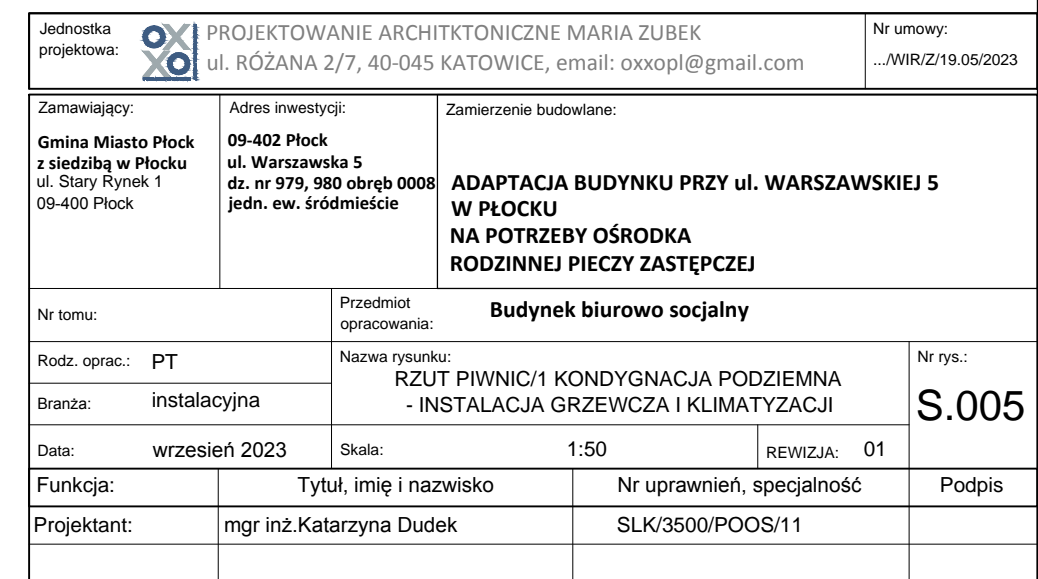 Jednostka
projektowa:
OX
XO
PROJEKTOWANIE ARCHITKTONICZNE MARIA ZUBEK
ul. RÓŻANA 2/7, 40-045 KATOWICE, email: oxxopl@gmail.com
Nr umowy:
.../WIR/Z/19.05/2023
Zamawiający:
Gmina Miasto Płock
z siedzibą w Płocku
ul. Stary Rynek 1
09-400 Płock
Adres inwestycji:
09-402 Płock
ul. Warszawska 5
dz. nr 979, 980 obręb 0008
jedn. ew. śródmieście
Zamierzenie budowlane:
ADAPTACJA BUDYNKU PRZY ul. WARSZAWSKIEJ 5
W PŁOCKU
NA POTRZEBY OŚRODKA
RODZINNEJ PIECZY ZASTĘPCZEJ
Nr tomu:
Przedmiot
opracowania:
Budynek biurowo socjalny
Rodz. oprac.: PT
Branża: instalacyjna
Nazwa rysunku:
RZUT PIWNIC/1 KONDYGNACJA PODZIEMNA
- INSTALACJA GRZEWCZA I KLIMATYZACJI
Nr rys.:
S.005
Data: wrzesień 2023
Skala: 1:50
REWIZJA: 01
Funkcja: Tytuł, imię i nazwisko Nr uprawnień, specjalność Podpis
Projektant: mgr inż.Katarzyna Dudek SLK/3500/POOS/11